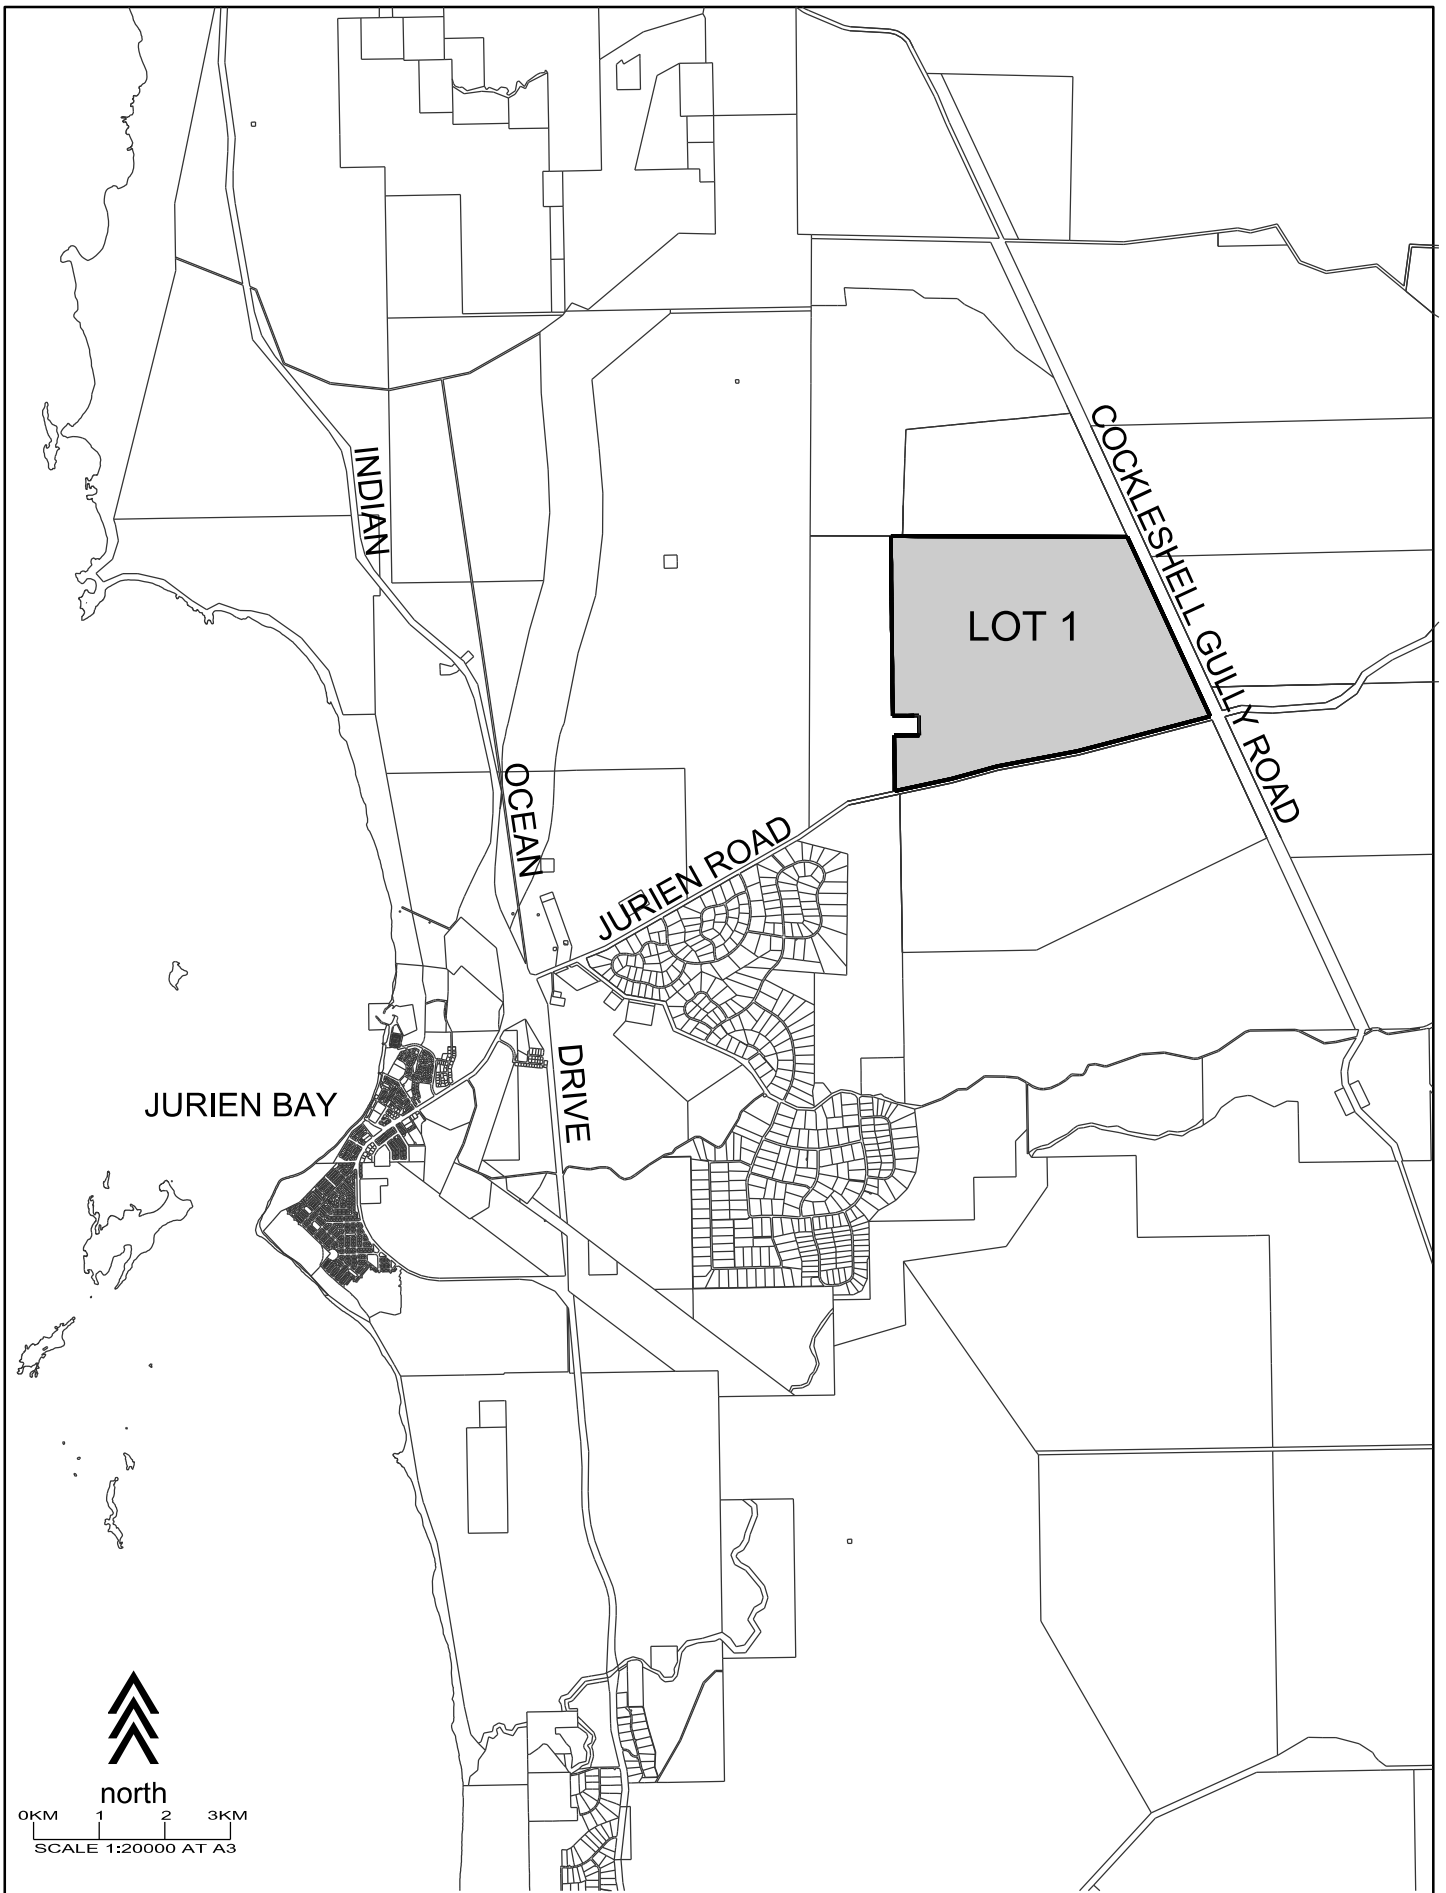 INDIAN
COCKLESHELL GULLY ROAD
LOT 1
OCEAN
JURIEN ROAD
DRIVE
JURIEN BAY
north
0KM 1 2 3KM
SCALE 1:20000 AT A3